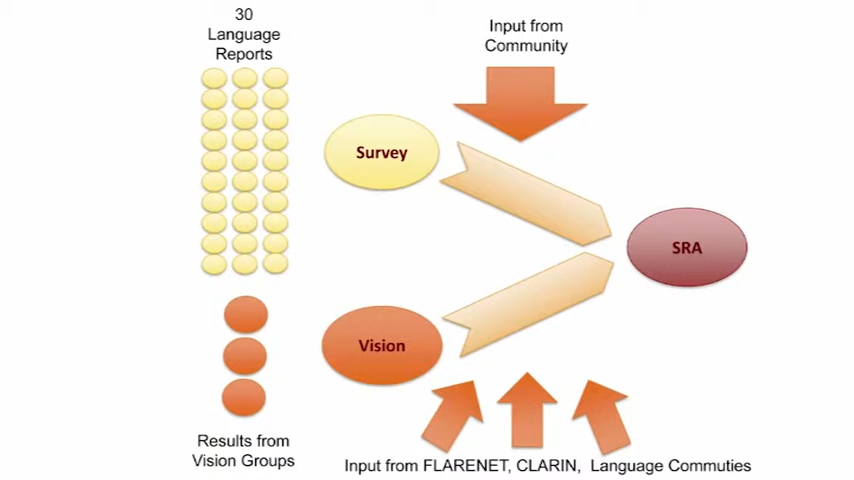 30
Language
Reports
Input from
Community
Survey
SRA
Vision
Results from
Vision Groups
Input from FLARENET, CLARIN, Language Commuties